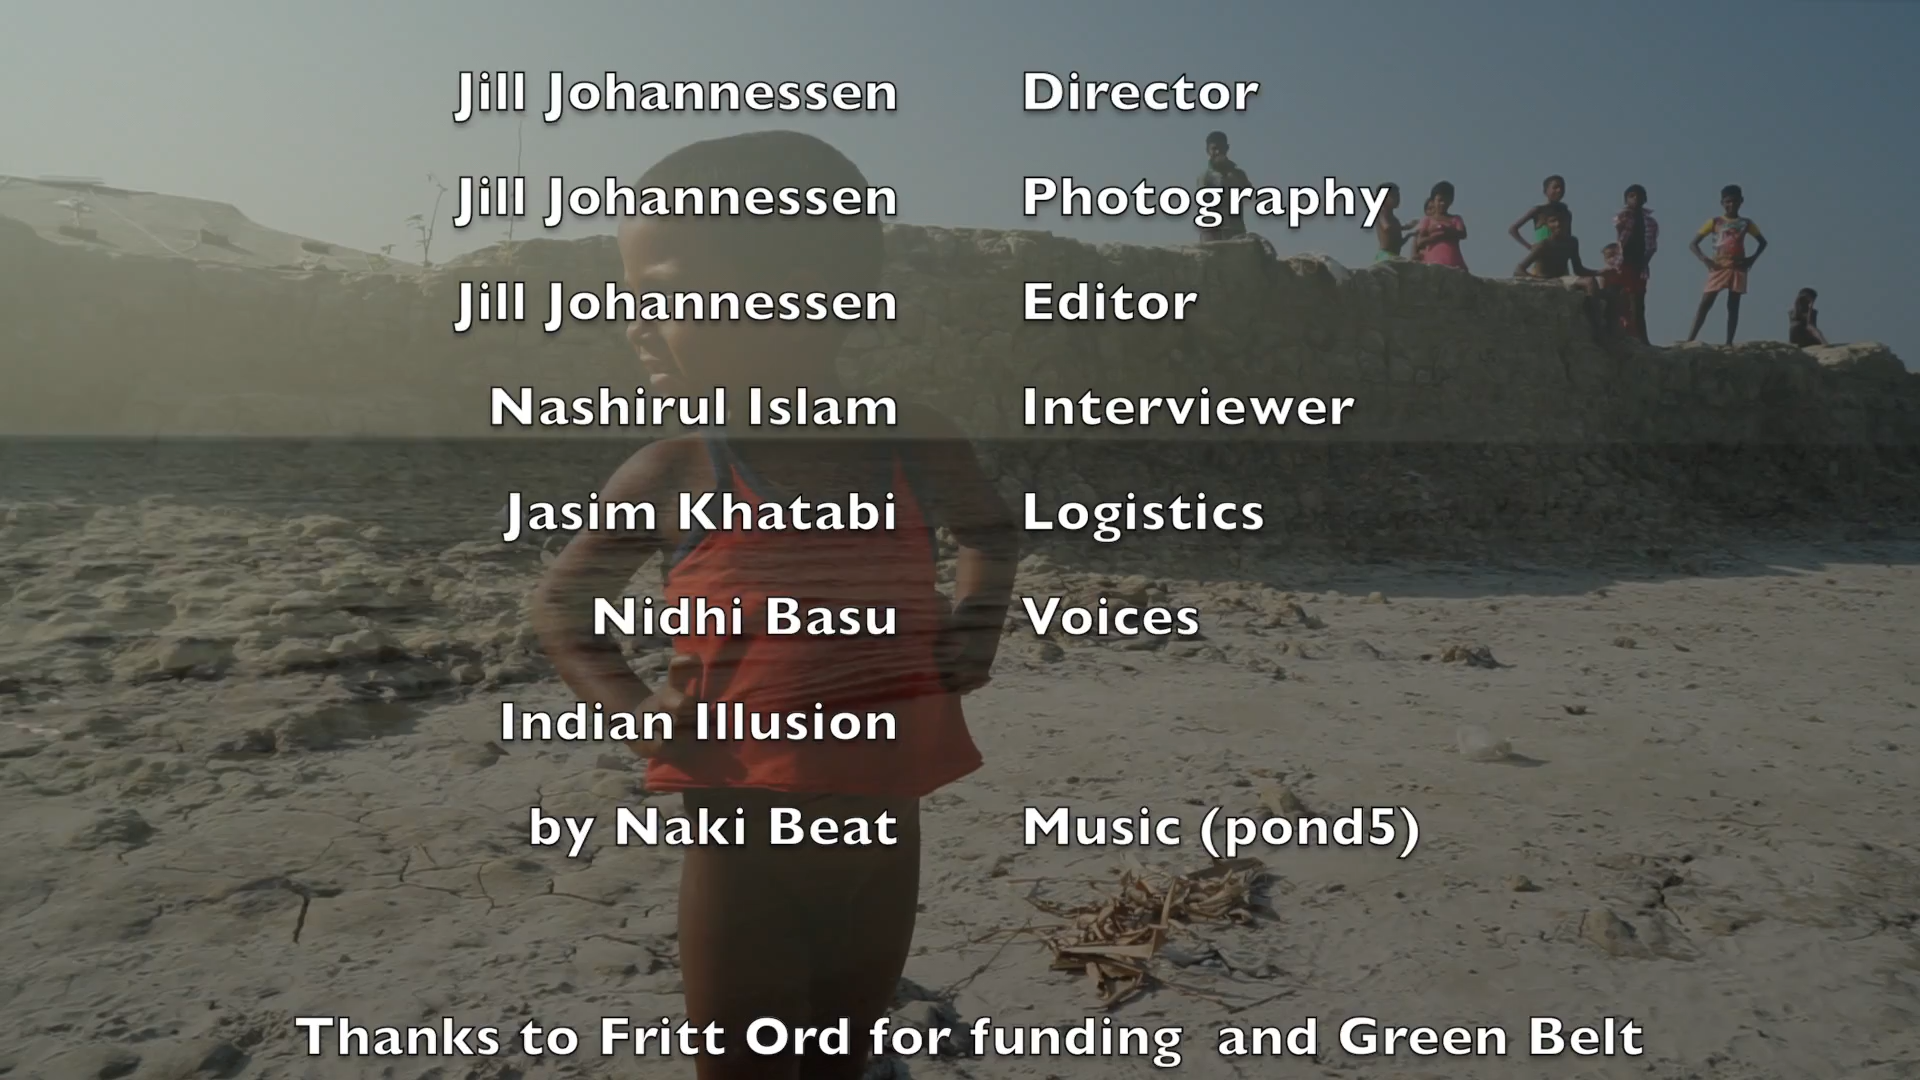 Jill Johannessen Director
Jill Johannessen Photography
Jill Johannessen Editor
Nashirul Islam Interviewer
Jasim Khatabi Logistics
Nidhi Basu Voices
Indian Illusion
by Naki Beat Music (pond5)
Thanks to Fritt Ord for funding and Green Belt